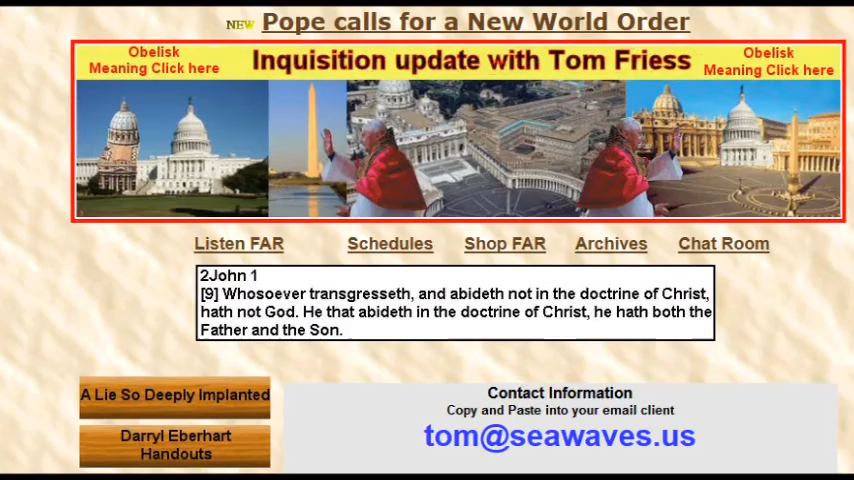 NEW Pope calls for a New World Order
Obelisk
Meaning Click here
Inquisition update with Tom Friess
Obelisk
Meaning Click here
Listen FAR Schedules Shop FAR Archives Chat Room
2John 1
[9] Whosoever transgresseth, and abideth not in the doctrine of Christ,
hath not God. He that abideth in the doctrine of Christ, he hath both the
Father and the Son.
A Lie So Deeply Implanted
Darryl Eberhart
Handouts
Contact Information
Copy and Paste into your email client
tom@seawaves.us